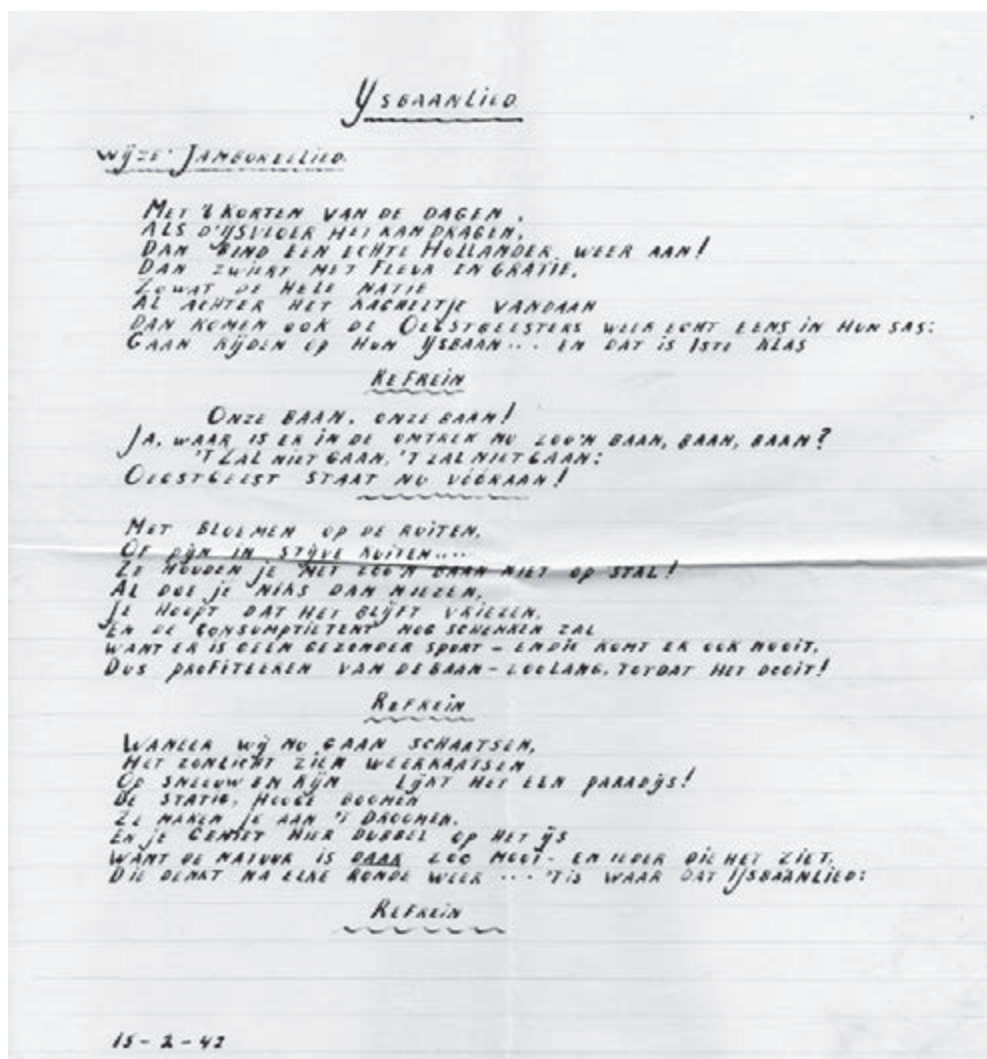 IJSBAANLIED
WIJZE: JAMBOREELIED.
MET 'T KORTEN VAN DE DAGEN,
ALS D'IJSVLOER HET KAN DRAGEN,
DAN BIND EEN ECHTE HOLLANDER WEER AAN!
DAN ZWIERT MET FLEUR EN GRATIE,
ZOWAT DE HELE NATIE
AL ACHTER HET KACHELTJE VANDAAN
DAN KOMEN OOK DE OEGSTGEESTERS WEER ECHT EENS IN HUN SAS:
GAAN RIJDEN OP HUN IJSBAAN.... EN DAT IS 1STE KLAS
REFREIN
ONZE BAAN, ONZE BAAN!
JA, WAAR IS ER IN DE OMTREK NU ZOO'N BAAN, BAAN, BAAN?
'T ZAL NIET GAAN, 'T ZAL NIET GAAN:
OEGSTGEEST STAAT NU VÓÓRAAN!
MET BLOEMEN OP DE RUITEN,
OF PIJN IN STIJVE KUITEN....
ZE HOUDEN JE MET ZOO'N BAAN NIET OP STAL!
AL DOE JE NIKS DAN NIEZEN,
JE HOOPT DAT HET BLIJFT VRIEZEN,
EN DE CONSUMPTIETENT NOG SCHENKEN ZAL
WANT ER IS GEEN GEZONDER SPORT - EN DIE KOMT ER OOK NOOIT,
DUS PROFITEEREN VAN DE BAAN - ZOOLANG, TOTDAT HET DOOIT!
REFREIN
WANEER WIJ NU GAAN SCHAATSEN,
HET ZONLICHT ZIEN WEERKAATSEN
OP SNEEUW EN RIJM LIJKT HET EEN PARADIJS!
DE STATIG, HOOGE BOOMEN
ZE MAKEN JE AAN 'T DROOMEN,
EN JE GENIET HIER DUBBEL OP HET IJS
WANT DE NATUUR IS DAAR ZOO MOOI - EN IEDER DIE HET ZIET,
DIE DENKT NA ELKE RONDE WEER .... 'TIS WAAR DAT IJSBAANLIED:
REFREIN
15-2-42